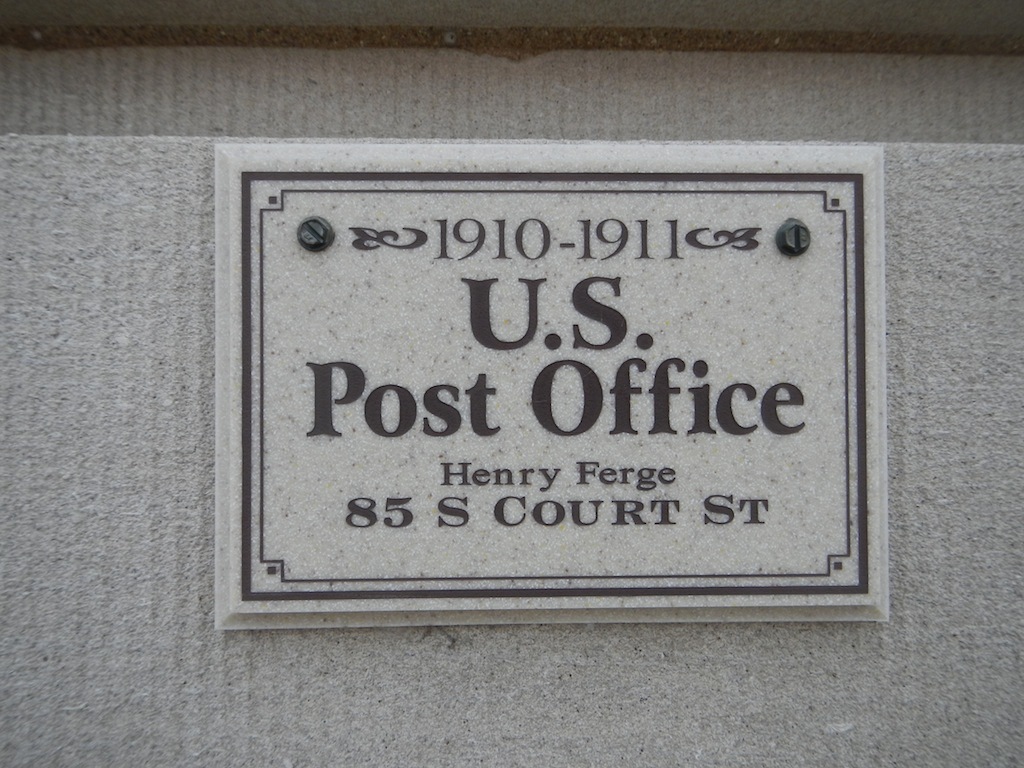 1910-1911
U.S.
Post Office
Henry Ferge
85 S COURT ST